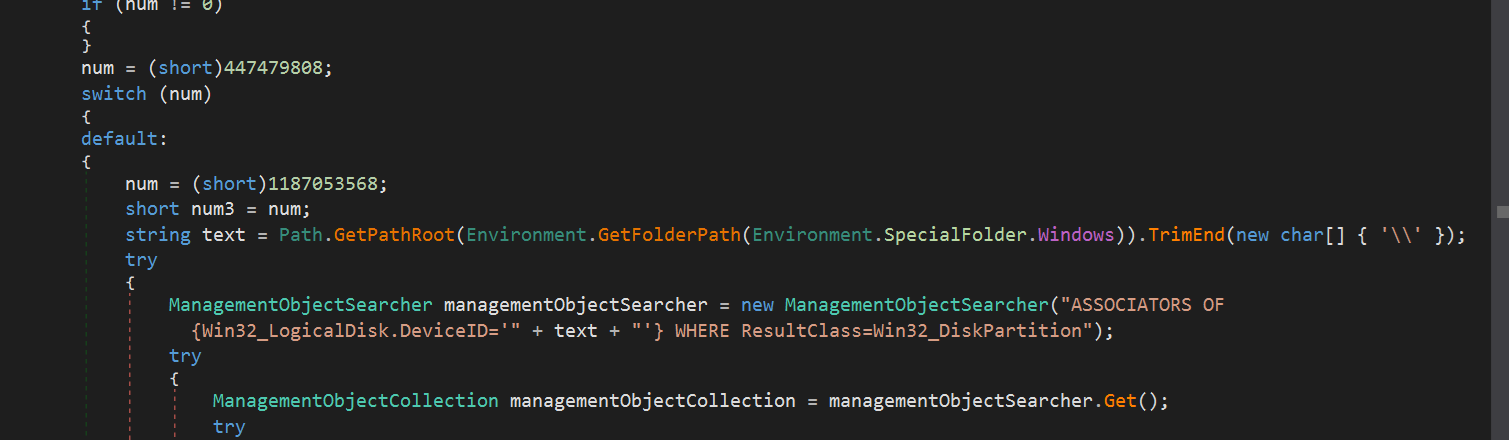 if (num != 0)
{
}
num = (short)447479808;
switch (num)
{
default:
{
num = (short)1187053568;
short num3 = num;
string text = Path.GetPathRoot(Environment.GetFolderPath(Environment.SpecialFolder.Windows)).TrimEnd(new char[] { '\\' });
try
{
ManagementObjectSearcher managementObjectSearcher = new ManagementObjectSearcher("ASSOCIATORS OF
{Win32_LogicalDisk.DeviceID='" + text + "'} WHERE ResultClass=Win32_DiskPartition");
try
{
ManagementObjectCollection managementObjectCollection = managementObjectSearcher.Get();
try